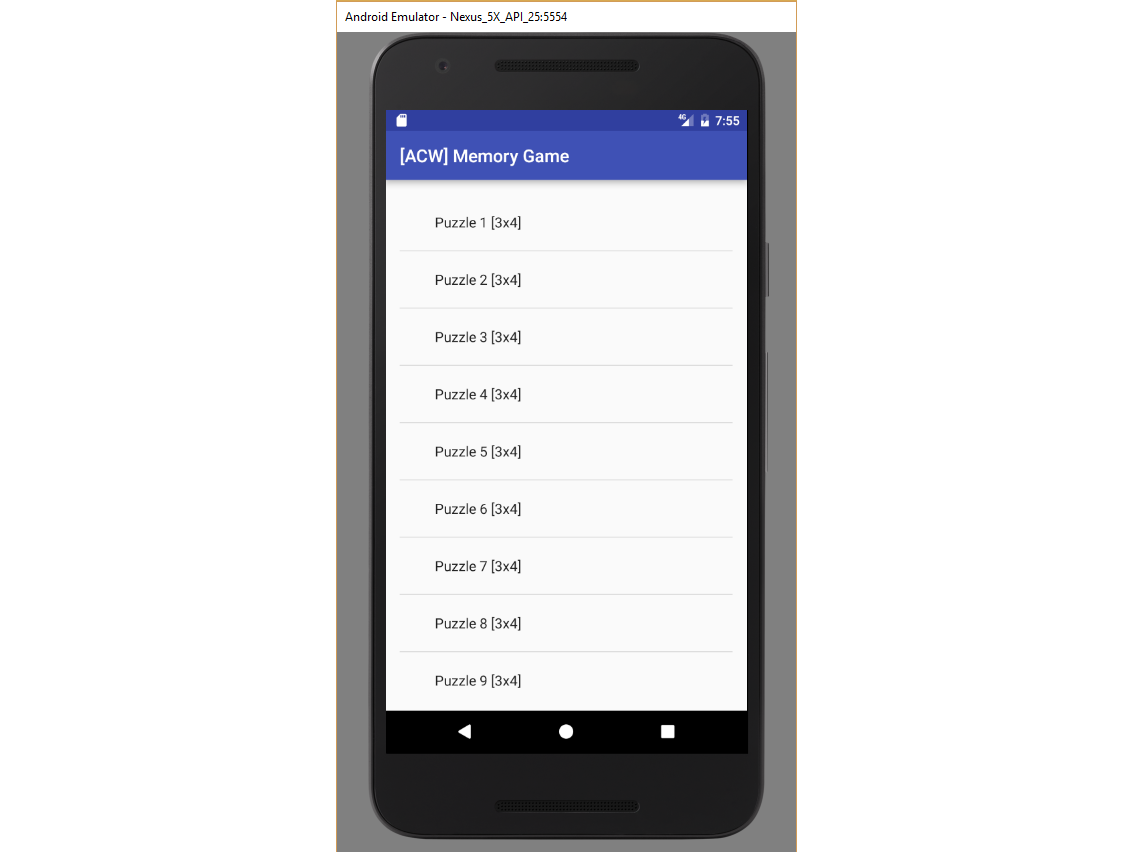 Android Emulator - Nexus_5X_API_25:5554
4G 7:55
[ACW] Memory Game
Puzzle 1 [3x4]
Puzzle 2 [3x4]
Puzzle 3 [3x4]
Puzzle 4 [3x4]
Puzzle 5 [3x4]
Puzzle 6 [3x4]
Puzzle 7 [3x4]
Puzzle 8 [3x4]
Puzzle 9 [3x4]